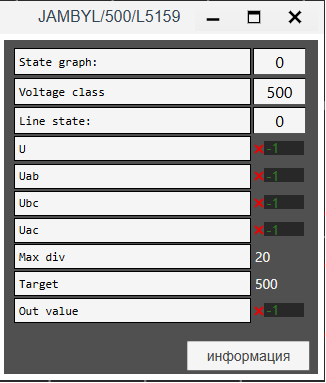 JAMBYL/500/L5159
State graph: 0
Voltage class 500
Line state: 0
U -1
Uab -1
Ubc -1
Uac -1
Max div 20
Target 500
Out value -1
информация